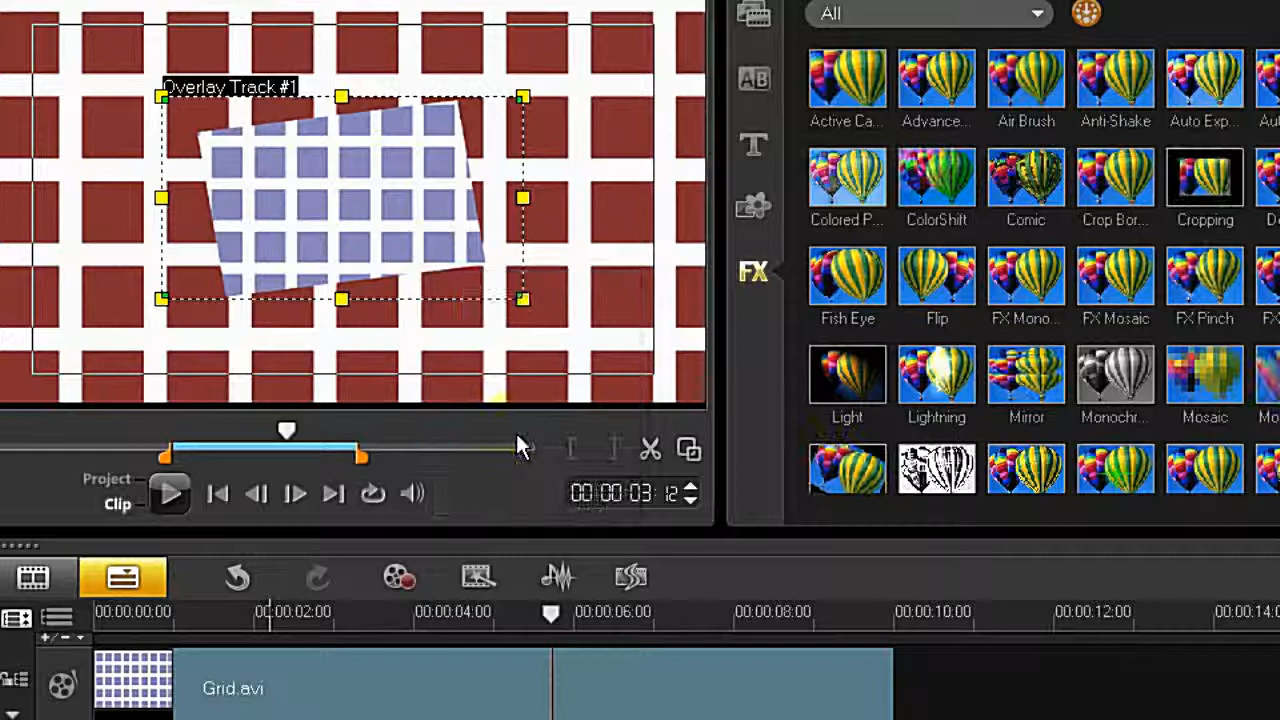 All
Overlay Track #1
AB
T
FX
Active Ca...
Advance...
Air Brush
Anti-Shake
Auto Exp...
Colored P...
ColorShift
Comic
Crop Bor...
Cropping
Fish Eye
Flip
FX Mono...
FX Mosaic
FX Pinch
FX
Light
Lightning
Mirror
Monochr...
Mosaic
Project
Clip
00:00:03:12
00:00:00:00
00:00:02:00
00:00:04:00
00:00:06:00
00:00:08:00
00:00:10:00
00:00:12:00
00:00:14:0
Grid.avi